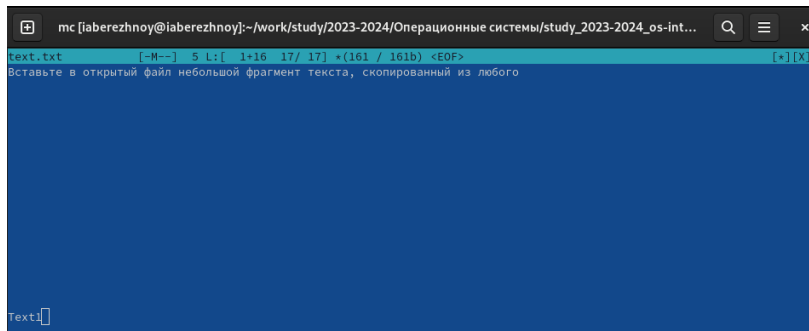 mc [iaberezhnoy@iaberezhnoy]:~/work/study/2023-2024/Операционные системы/study_2023-2024_os-int...
text.txt [-M--] 5 L:[ 1+16 17/ 17] *(161 / 161b) <EOF> [*][X]
Вставьте в открытый файл небольшой фрагмент текста, скопированный из любого
Text1